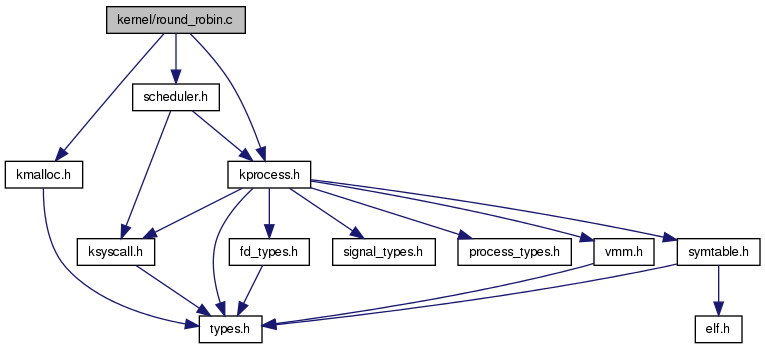 kernel/round_robin.c
scheduler.h
kmalloc.h
kprocess.h
ksyscall.h
fd_types.h
signal_types.h
process_types.h
vmm.h
symtable.h
types.h
elf.h